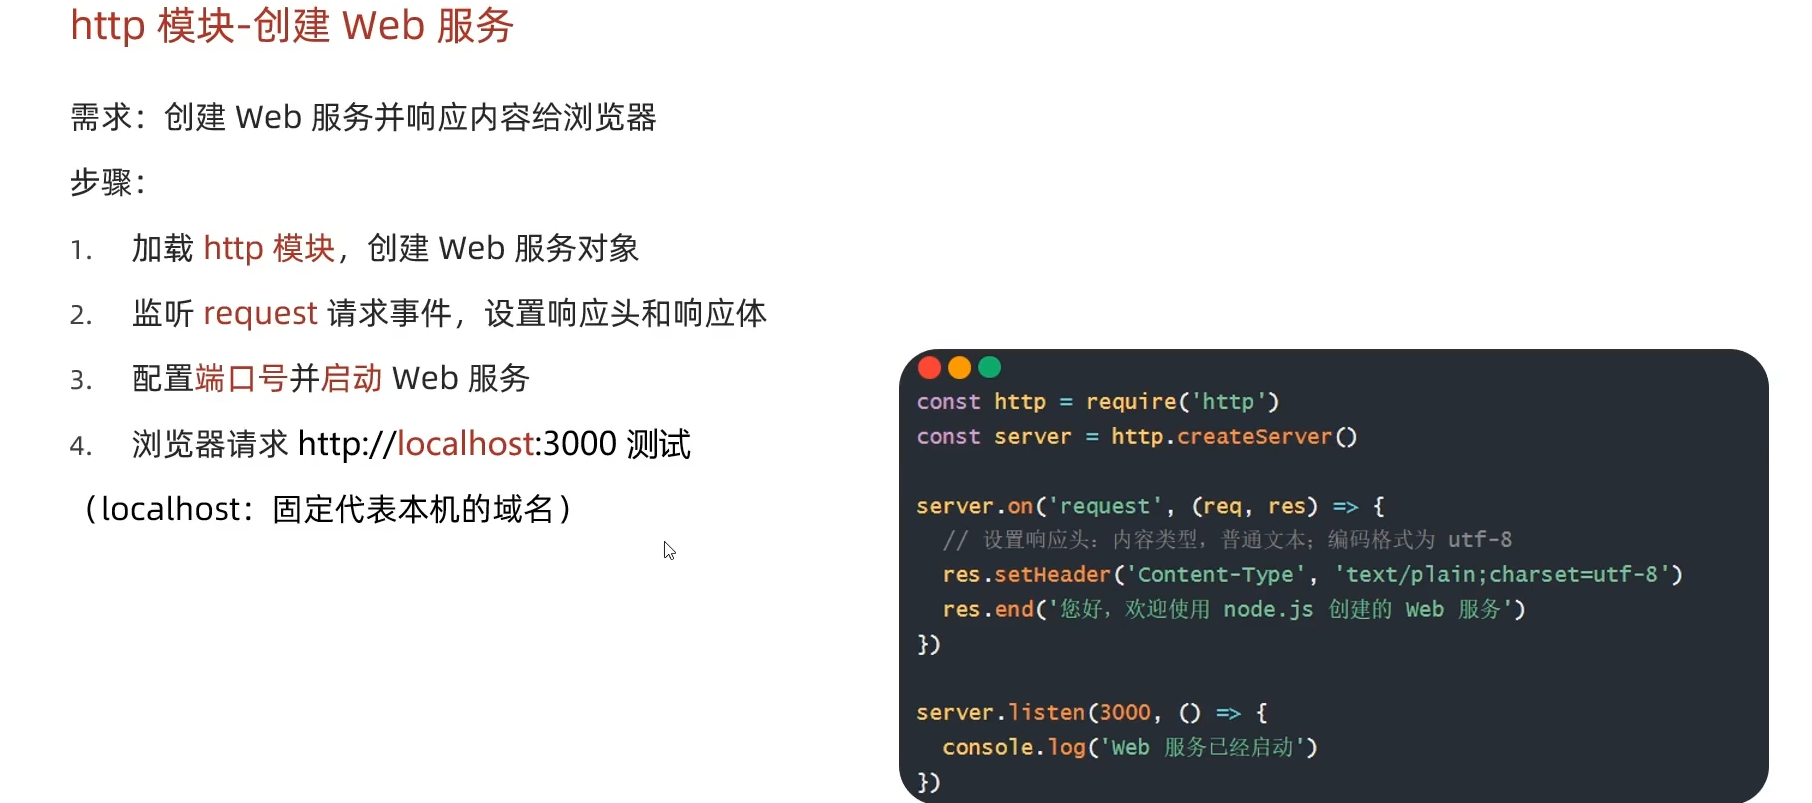 http 模块-创建 Web 服务
需求：创建 Web 服务并响应内容给浏览器
步骤：
1. 加载 http 模块，创建 Web 服务对象
2. 监听 request 请求事件，设置响应头和响应体
3. 配置端口号并启动 Web 服务
4. 浏览器请求 http://localhost:3000 测试
（localhost：固定代表本机的域名）
const http = require('http')
const server = http.createServer()
server.on('request', (req, res) => {
// 设置响应头：内容类型，普通文本；编码格式为 utf-8
res.setHeader('Content-Type', 'text/plain;charset=utf-8')
res.end('您好，欢迎使用 node.js 创建的 Web 服务')
})
server.listen(3000, () => {
console.log('Web 服务已经启动')
})